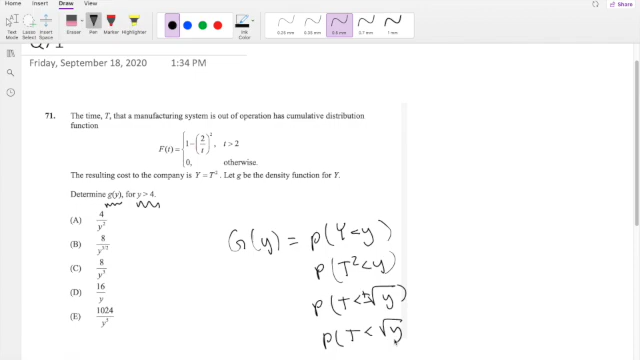 Home Insert Draw View
Share
Select
Lasso
Select
Insert
Space
Eraser
Pen
Marker
Highlighter
0.25 mm
0.35 mm
0.5 mm
0.7 mm
1 mm
Friday, September 18, 2020 1:34 PM
71. The time, T, that a manufacturing system is out of operation has cumulative distribution
function
F(t) = { 1 − (2/t)², t > 2
0, otherwise.
The resulting cost to the company is Y = T². Let g be the density function for Y.
Determine g(y), for y > 4.
(A) 4/y²
(B) 8/y^(3/2)
(C) 8/y³
(D) 16/y
(E) 1024/y⁵
G(y) = P(Y < y)
P(T² < y)
P(T < ±√y)
P(T < √y